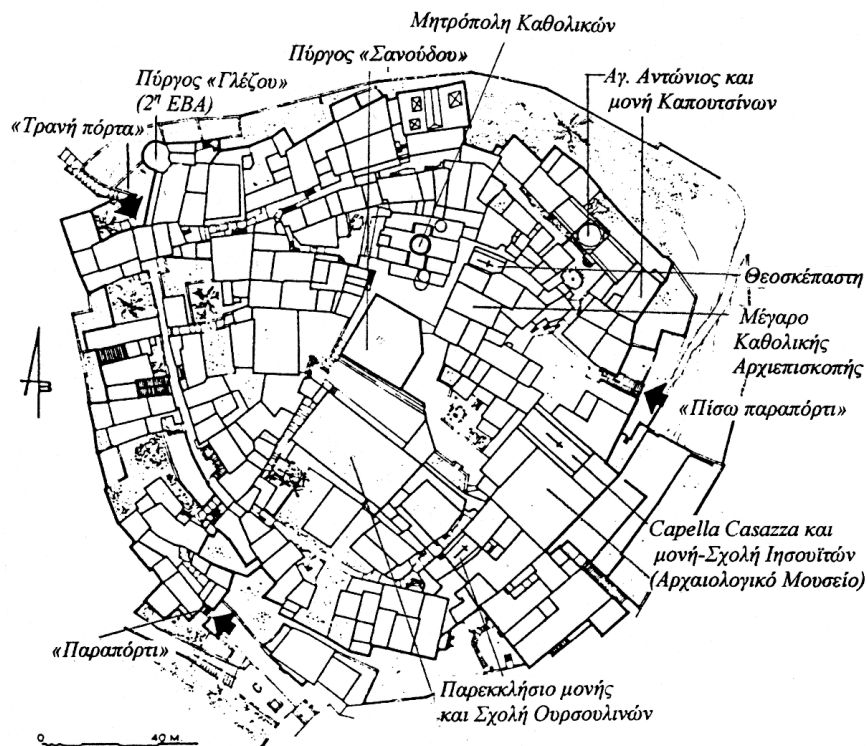 Μητρόπολη Καθολικών
Πύργος «Σανούδου»
Πύργος «Γλέζου»
(2η ΕΒΑ)
Αγ. Αντώνιος και
μονή Καπουτσίνων
«Τρανή πόρτα»
Θεοσκέπαστη
Μέγαρο
Καθολικής
Αρχιεπισκοπής
«Πίσω παραπόρτι»
Capella Casazza και
μονή-Σχολή Ιησουϊτών
(Αρχαιολογικό Μουσείο)
«Παραπόρτι»
Παρεκκλήσιο μονής
και Σχολή Ουρσουλινών
0 40 M.